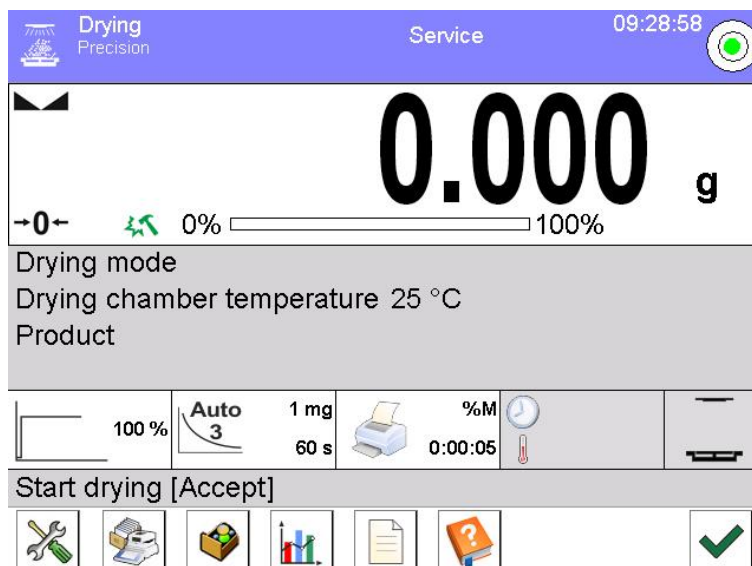 Drying
Precision
Service
09:28:58
0.000 g
→0←
0% 100%
Drying mode
Drying chamber temperature 25 °C
Product
100 %
Auto 3
1 mg
60 s
%M
0:00:05
Start drying [Accept]
?